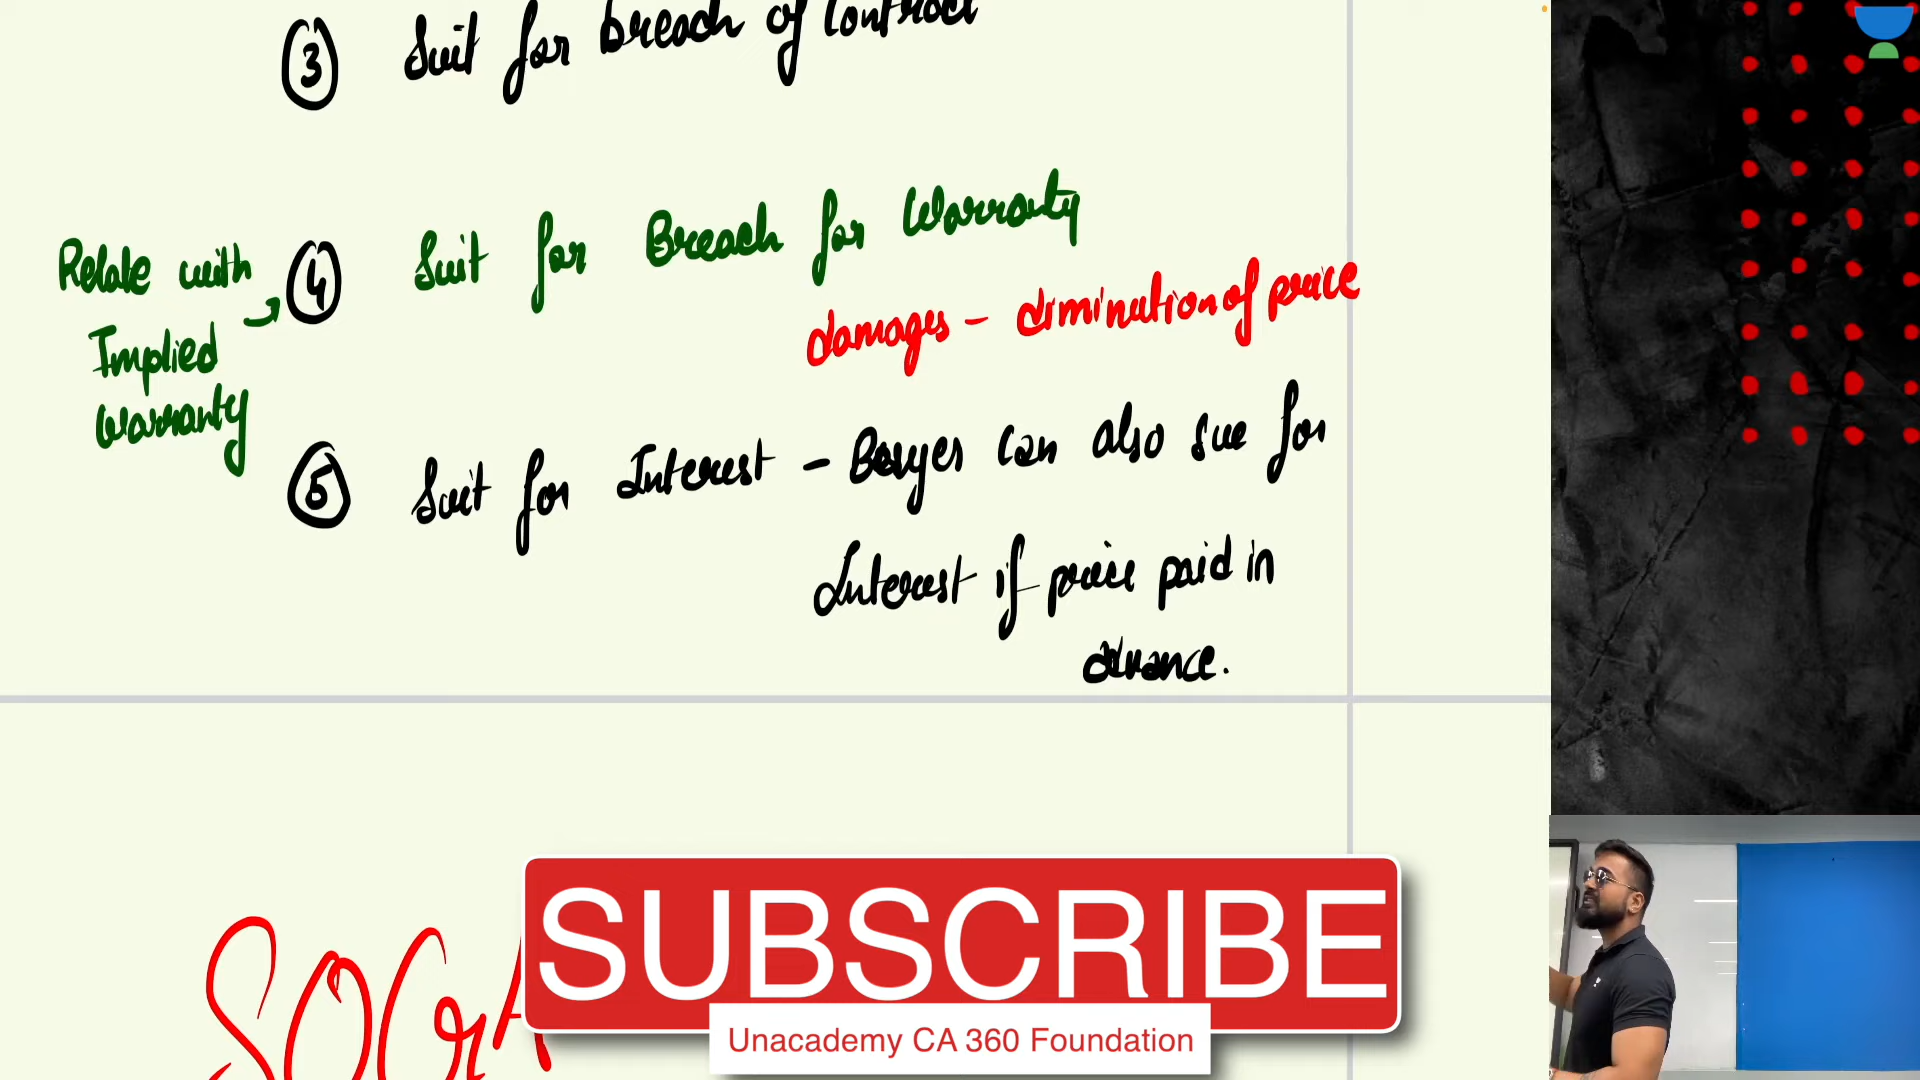 ③ Suit for breach of contract
④ Suit for Breach for Warranty
Relate with
Implied
Warranty
damages - diminution of price
⑤ Suit for Interest - Buyer can also sue for
Interest if price paid in
advance.
SOGA
SUBSCRIBE
Unacademy CA 360 Foundation